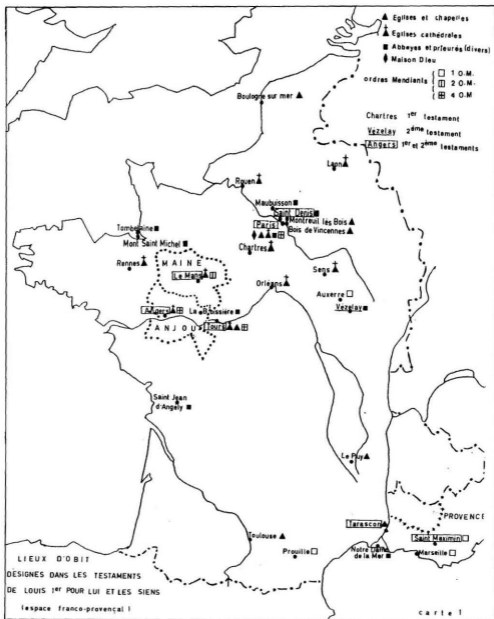 Eglises et chapelles
Eglises cathédrales
Abbayes et prieurés (divers)
Maison Dieu
ordres Mendiants
1 O.M.
2 O.M.
4 O.M
Chartres 1er testament
Vezelay 2éme testament
Angers 1er et 2ème testaments
Boulogne sur mer
Laon
Rouen
Maubuisson
Saint Denis
Paris
Montreuil lès Bois
Bois de Vincennes
Tombelaine
Mont Saint Michel
Chartres
Rennes
MAINE
Le Mans
Sens
Orléans
Auxerre
Vezelay
Angers
La Boissière
ANJOU
Tours
Saint Jean
d'Angely
Le Puy
PROVENCE
Tarascon
Saint Maximin
Toulouse
Prouille
Notre Dame
de la Mer
Marseille
LIEUX D'OBIT
DESIGNES DANS LES TESTAMENTS
DE LOUIS 1er POUR LUI ET LES SIENS
(espace franco-provençal)
carte 1